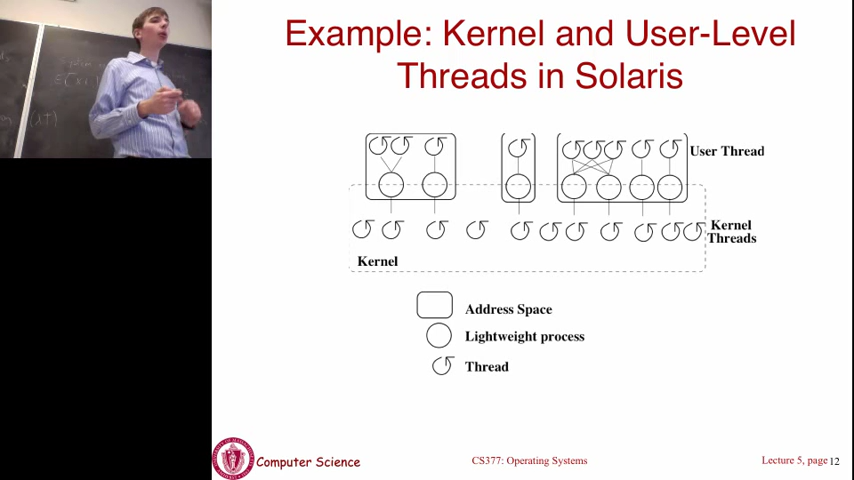 Example: Kernel and User-Level
Threads in Solaris
User Thread
Kernel
Threads
Kernel
Address Space
Lightweight process
Thread
Computer Science
CS377: Operating Systems
Lecture 5, page 12